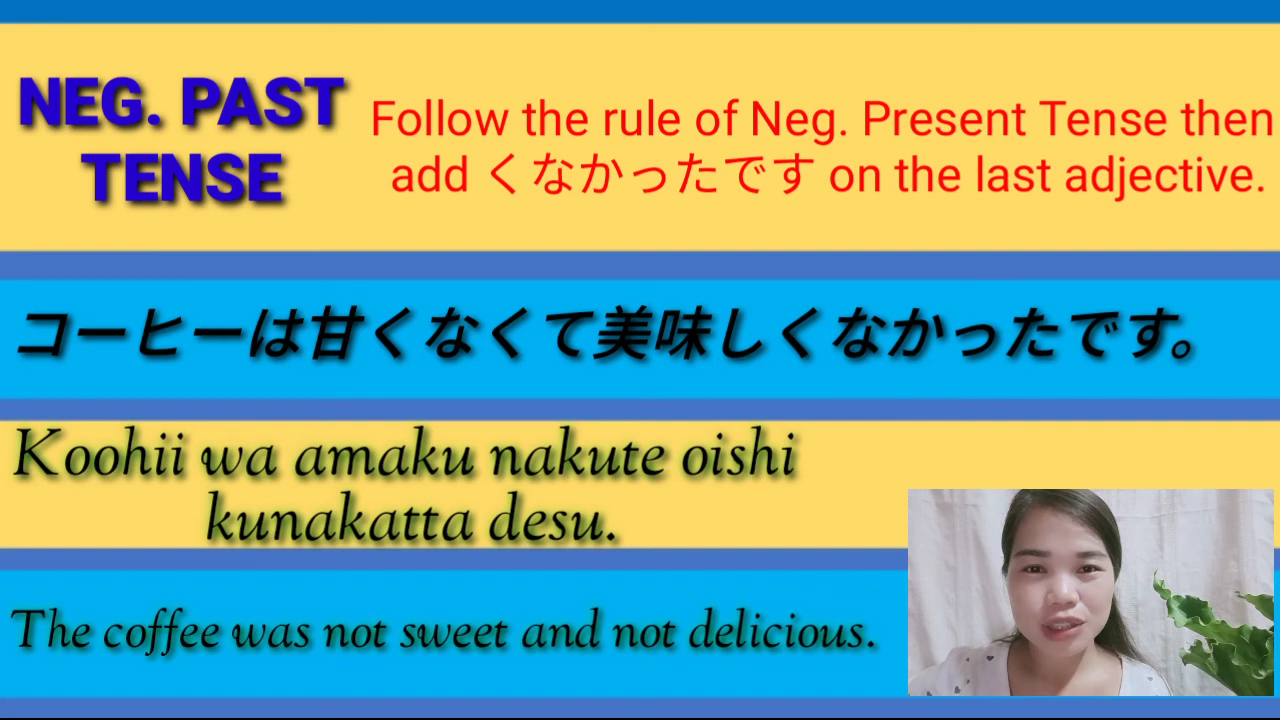 NEG. PAST
TENSE
Follow the rule of Neg. Present Tense then
add くなかったです on the last adjective.
コーヒーは甘くなくて美味しくなかったです。
Koohii wa amaku nakute oishi
kunakatta desu.
The coffee was not sweet and not delicious.